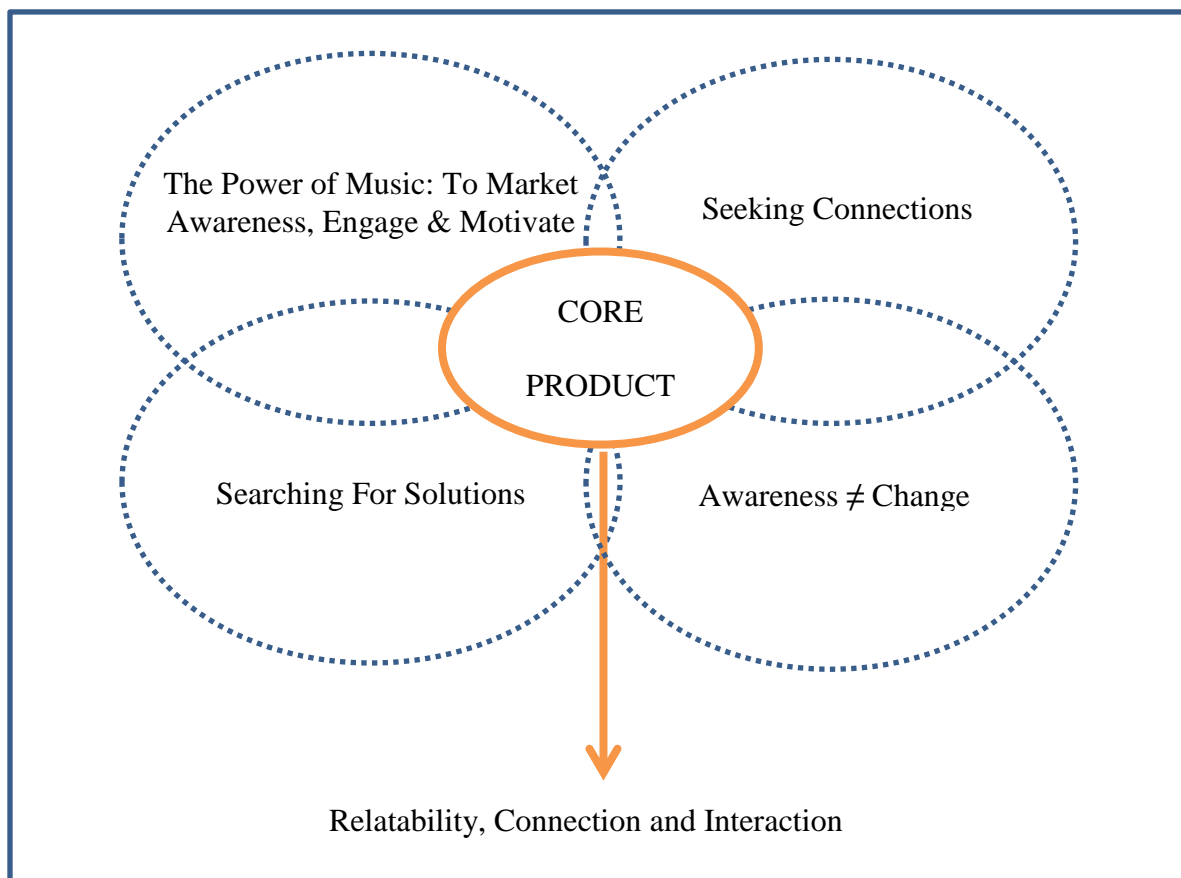 The Power of Music: To Market
Awareness, Engage & Motivate
Seeking Connections
CORE
PRODUCT
Searching For Solutions
Awareness ≠ Change
Relatability, Connection and Interaction